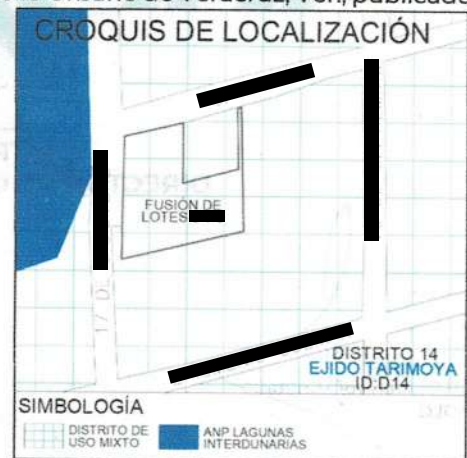 CROQUIS DE LOCALIZACIÓN
FUSIÓN DE
LOTES
17 D
DISTRITO 14
EJIDO TARIMOYA
ID:D14
SIMBOLOGÍA
DISTRITO DE
USO MIXTO
ANP LAGUNAS
INTERDUNARIAS